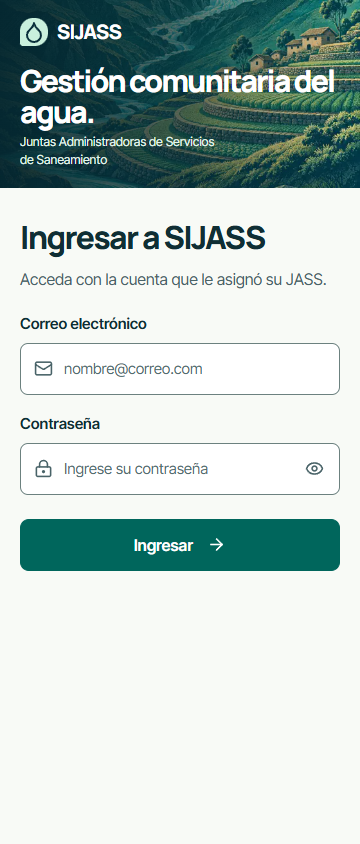 SIJASS
Gestión comunitaria del
agua.
Juntas Administradoras de Servicios
de Saneamiento
Ingresar a SIJASS
Acceda con la cuenta que le asignó su JASS.
Correo electrónico
nombre@correo.com
Contraseña
Ingrese su contraseña
Ingresar